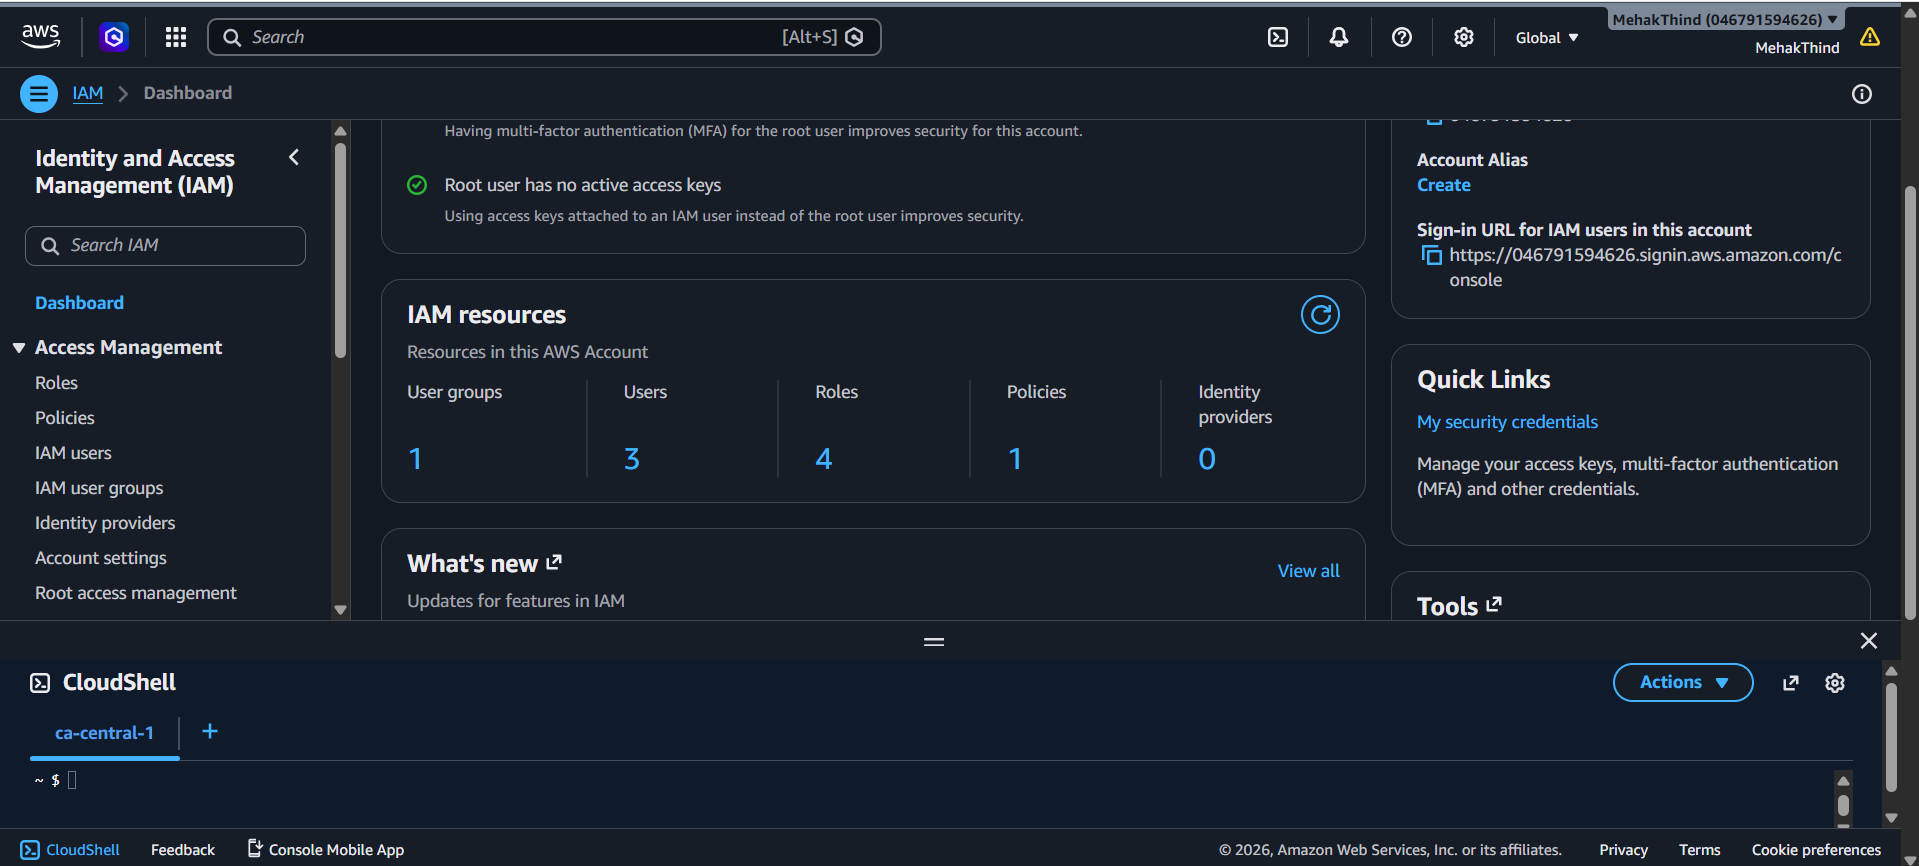 aws
Search
[Alt+S]
Global
MehakThind (046791594626)
MehakThind
IAM
Dashboard
Identity and Access
Management (IAM)
Search IAM
Dashboard
Access Management
Roles
Policies
IAM users
IAM user groups
Identity providers
Account settings
Root access management
Having multi-factor authentication (MFA) for the root user improves security for this account.
Root user has no active access keys
Using access keys attached to an IAM user instead of the root user improves security.
IAM resources
Resources in this AWS Account
User groups
1
Users
3
Roles
4
Policies
1
Identity
providers
0
What's new
View all
Updates for features in IAM
Account Alias
Create
Sign-in URL for IAM users in this account
https://046791594626.signin.aws.amazon.com/c
onsole
Quick Links
My security credentials
Manage your access keys, multi-factor authentication
(MFA) and other credentials.
Tools
CloudShell
Actions
ca-central-1
+
~ $
CloudShell
Feedback
Console Mobile App
© 2026, Amazon Web Services, Inc. or its affiliates.
Privacy
Terms
Cookie preferences